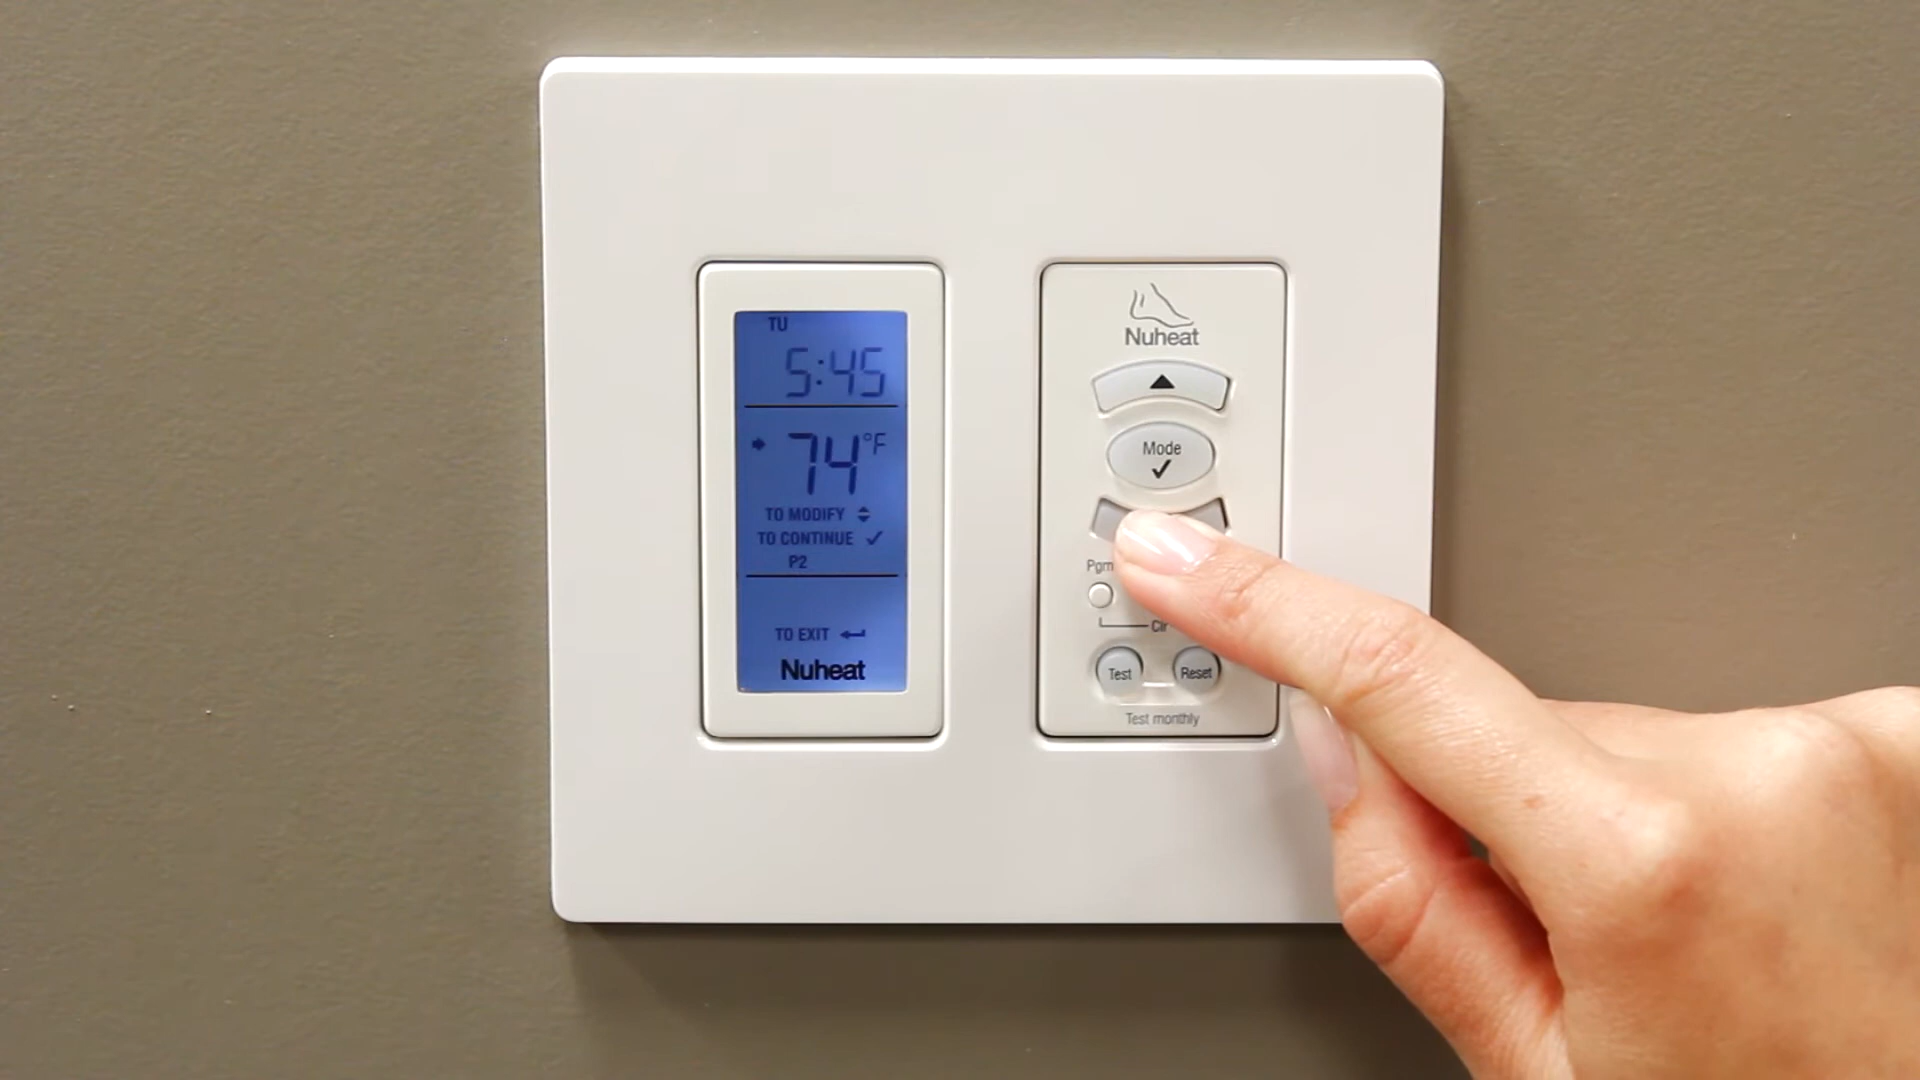 TU
5:45
74°F
TO MODIFY
TO CONTINUE ✓
P2
TO EXIT
Nuheat
Nuheat
Mode
✓
Pgm
Clr
Test
Reset
Test monthly